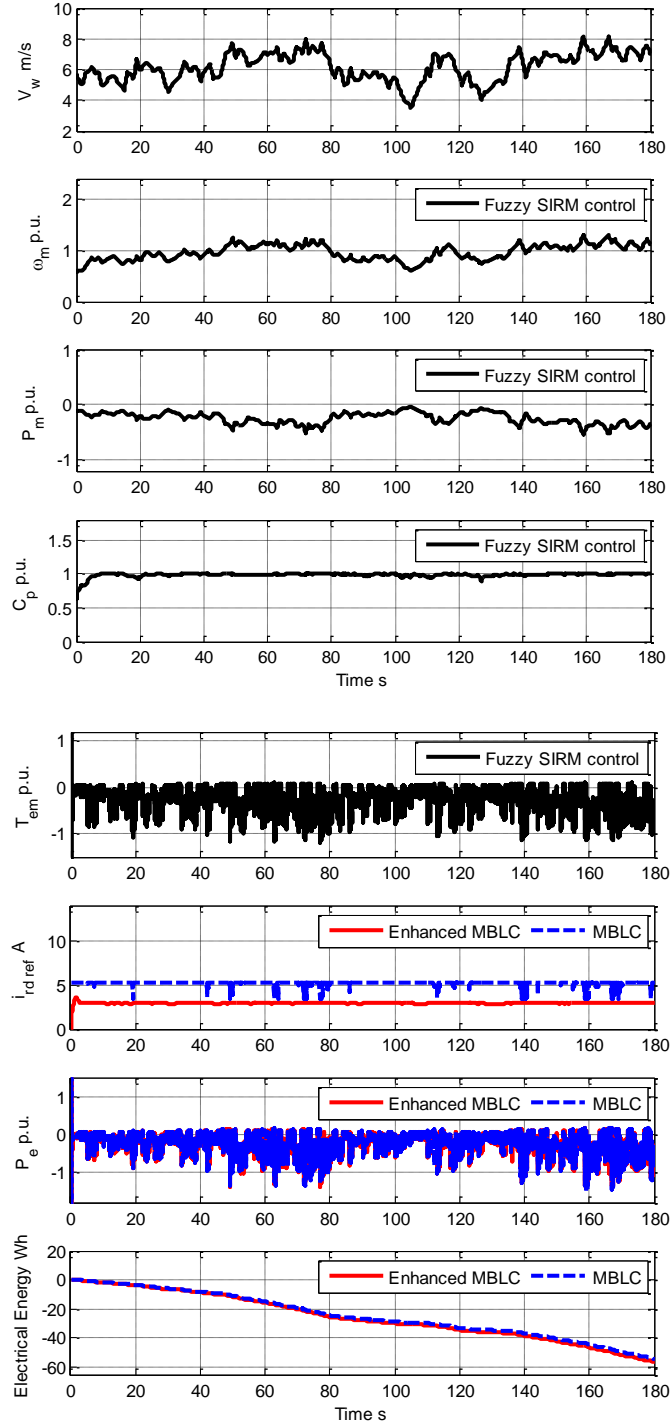 10
8
6
4
2
V_w m/s
0 20 40 60 80 100 120 140 160 180
2
1
0
ω_m p.u.
Fuzzy SIRM control
0 20 40 60 80 100 120 140 160 180
1
0
-1
P_m p.u.
Fuzzy SIRM control
0 20 40 60 80 100 120 140 160 180
1.5
1
0.5
0
C_p p.u.
Fuzzy SIRM control
0 20 40 60 80 100 120 140 160 180
Time s
1
0
-1
T_em p.u.
Fuzzy SIRM control
0 20 40 60 80 100 120 140 160 180
10
5
0
i_rd ref A
Enhanced MBLC MBLC
0 20 40 60 80 100 120 140 160 180
1
0
-1
P_e p.u.
Enhanced MBLC MBLC
0 20 40 60 80 100 120 140 160 180
20
0
-20
-40
-60
Electrical Energy Wh
Enhanced MBLC MBLC
0 20 40 60 80 100 120 140 160 180
Time s